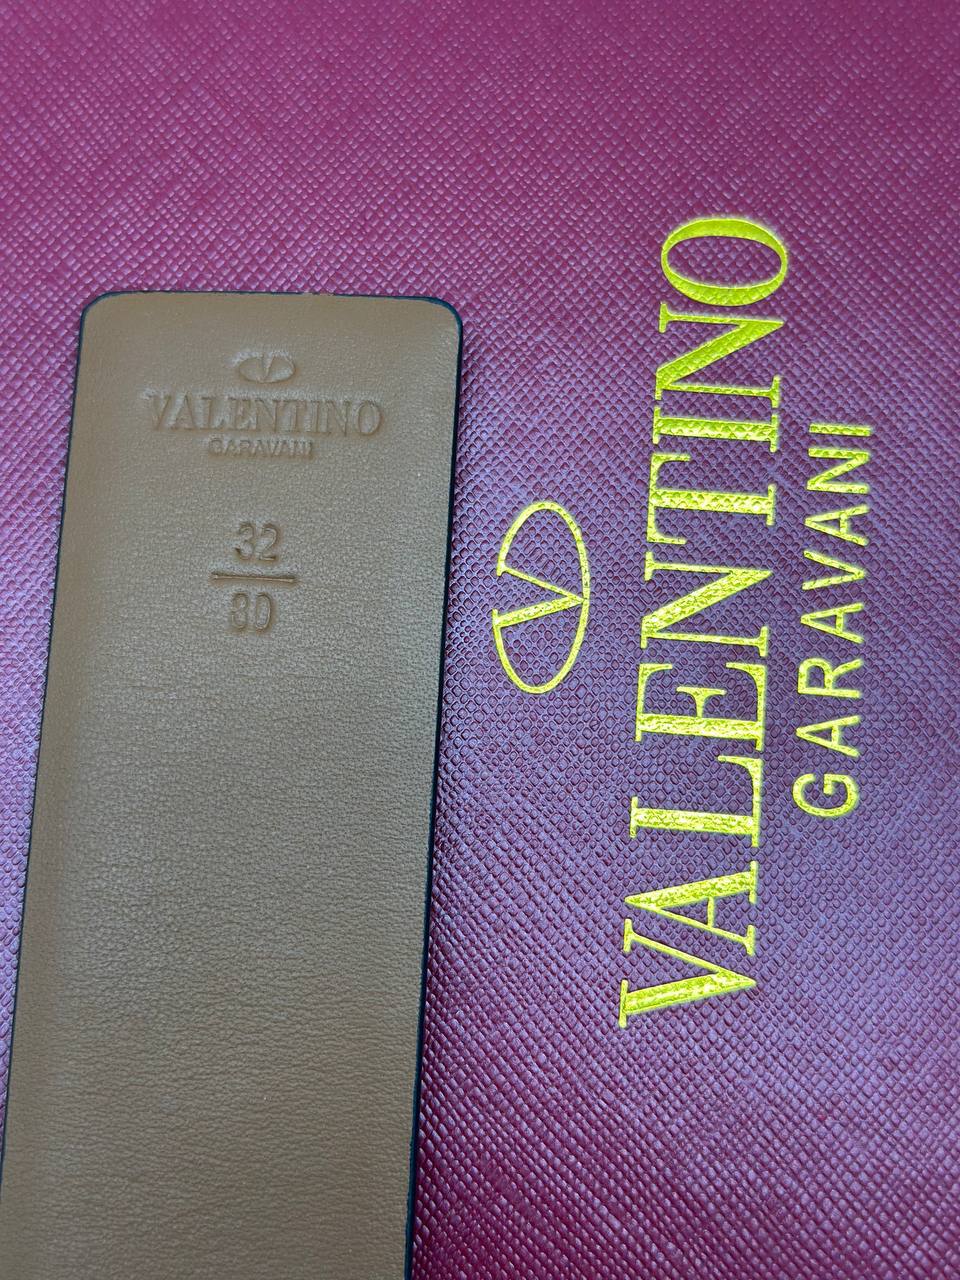 VALENTINO
GARAVANI
32
80
VALENTINO
GARAVANI